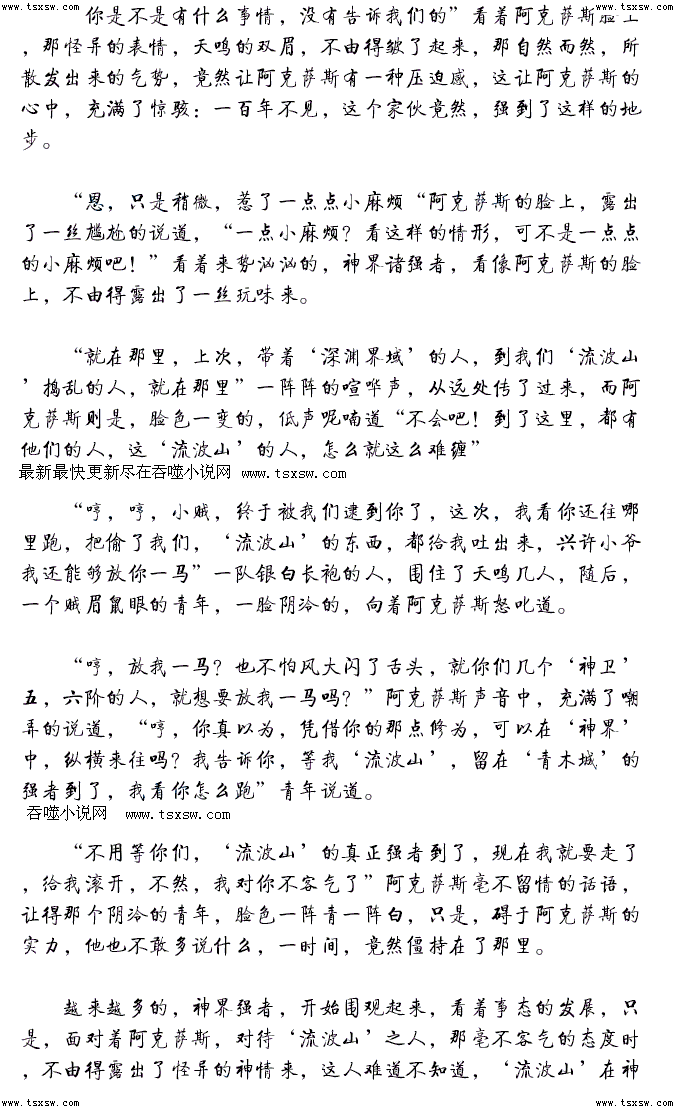 www.tsxsw.com www.tsxsw.com www.tsxsw.com
你是不是有什么事情，没有告诉我们的”看着阿克萨斯脸上
，那怪异的表情，天鸣的双眉，不由得皱了起来，那自然而然，所
散发出来的气势，竟然让阿克萨斯有一种压迫感，这让阿克萨斯的
心中，充满了惊骇：一百年不见，这个家伙竟然，强到了这样的地
步。
“恩，只是稍微，惹了一点点小麻烦“阿克萨斯的脸上，露出
了一丝尴尬的说道，“一点小麻烦？看这样的情形，可不是一点点
的小麻烦吧！”看着来势汹汹的，神界诸强者，看像阿克萨斯的脸
上，不由得露出了一丝玩味来。
“就在那里，上次，带着‘深渊界域’的人，到我们‘流波山
’捣乱的人，就在那里”一阵阵的喧哗声，从远处传了过来，而阿
克萨斯则是，脸色一变的，低声呢喃道“不会吧！到了这里，都有
他们的人，这‘流波山’的人，怎么就这么难缠”
最新最快更新尽在吞噬小说网 www.tsxsw.com
“哼，哼，小贼，终于被我们逮到你了，这次，我看你还往哪
里跑，把偷了我们，‘流波山’的东西，都给我吐出来，兴许小爷
我还能够放你一马”一队银白长袍的人，围住了天鸣几人，随后，
一个贼眉鼠眼的青年，一脸阴冷的，向着阿克萨斯怒叱道。
“哼，放我一马？也不怕风大闪了舌头，就你们几个‘神卫’
五，六阶的人，就想要放我一马吗？”阿克萨斯声音中，充满了嘲
弄的说道，“哼，你真以为，凭借你的那点修为，可以在‘神界’
中，纵横来往吗？我告诉你，等我‘流波山’，留在‘青木城’的
强者到了，我看你怎么跑”青年说道。
吞噬小说网 www.tsxsw.com
“不用等你们，‘流波山’的真正强者到了，现在我就要走了
，给我滚开，不然，我对你不客气了”阿克萨斯毫不留情的话语，
让得那个阴冷的青年，脸色一阵青一阵白，只是，碍于阿克萨斯的
实力，他也不敢多说什么，一时间，竟然僵持在了那里。
越来越多的，神界强者，开始围观起来，看着事态的发展，只
是，面对着阿克萨斯，对待‘流波山’之人，那毫不客气的态度时
，不由得露出了怪异的神情来，这人难道不知道，‘流波山’在神
www.tsxsw.com www.tsxsw.com www.tsxsw.com